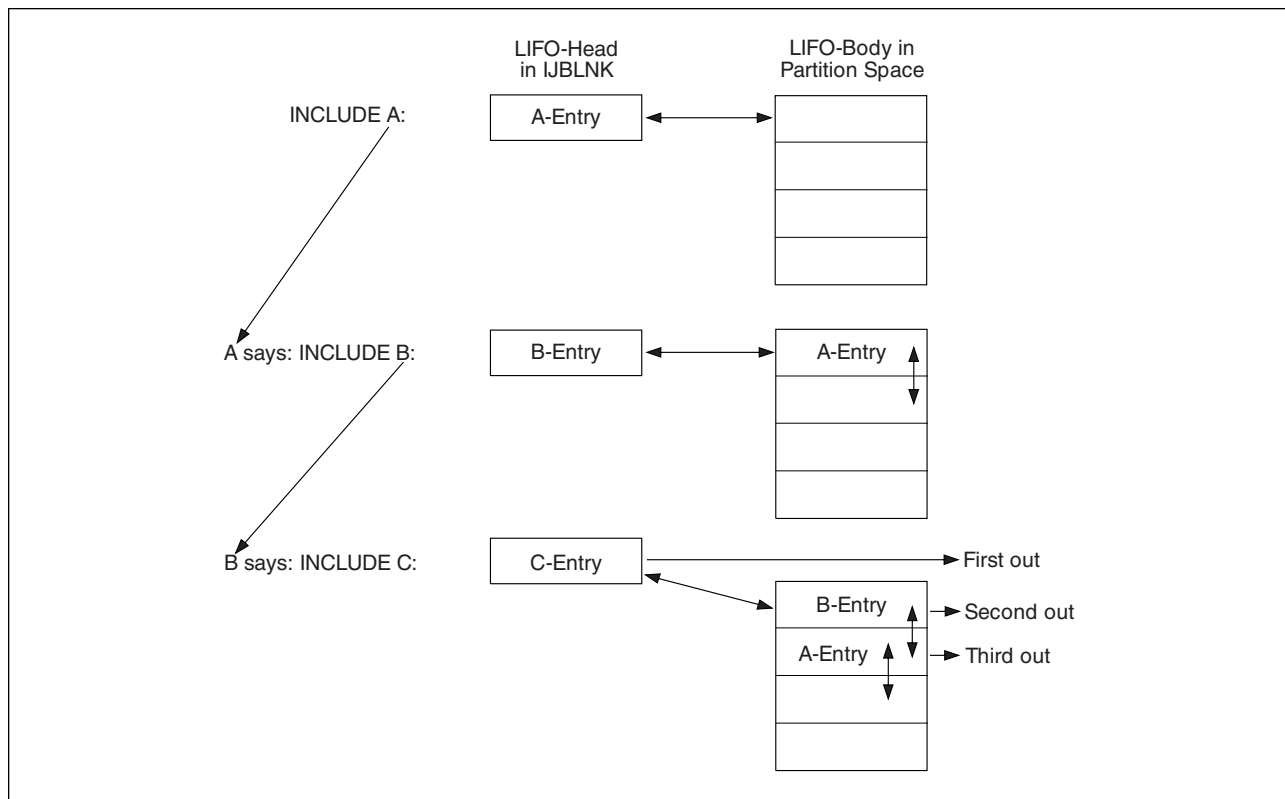 LIFO-Head
in IJBLNK
LIFO-Body in
Partition Space
INCLUDE A:
A-Entry
A says: INCLUDE B:
B-Entry
A-Entry
B says: INCLUDE C:
C-Entry
First out
B-Entry
Second out
A-Entry
Third out